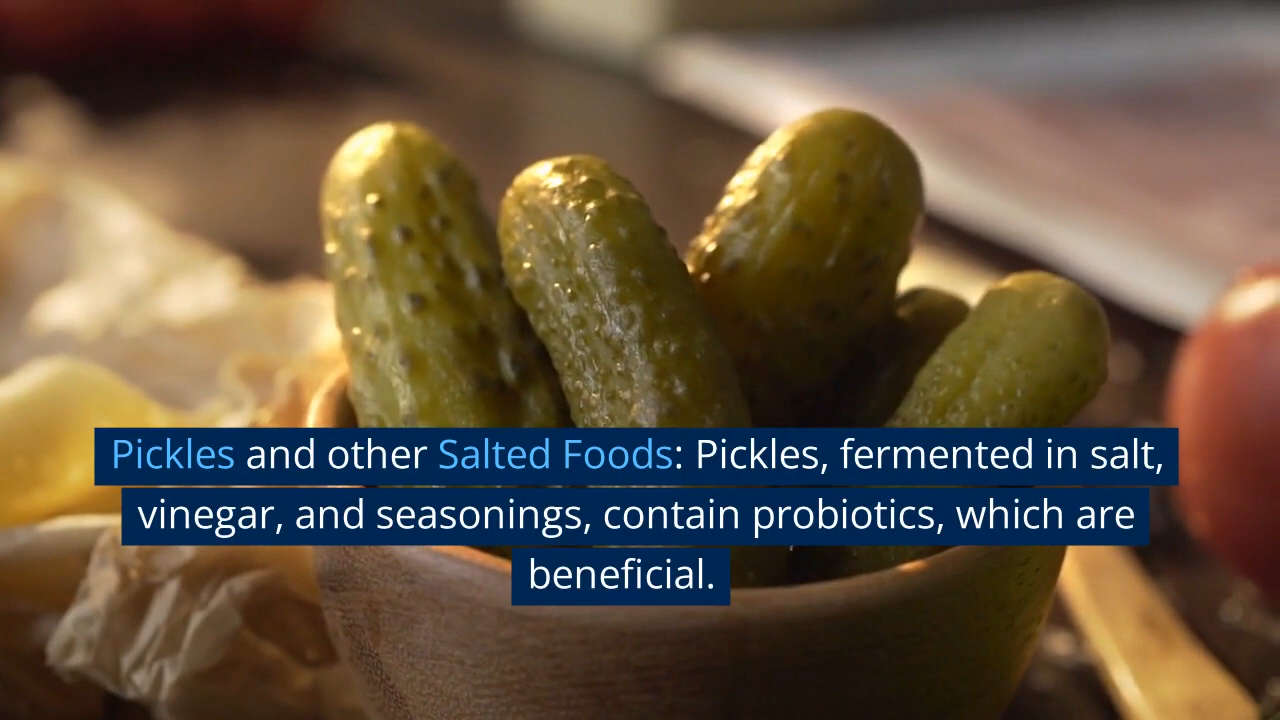 Pickles and other Salted Foods: Pickles, fermented in salt,
vinegar, and seasonings, contain probiotics, which are
beneficial.